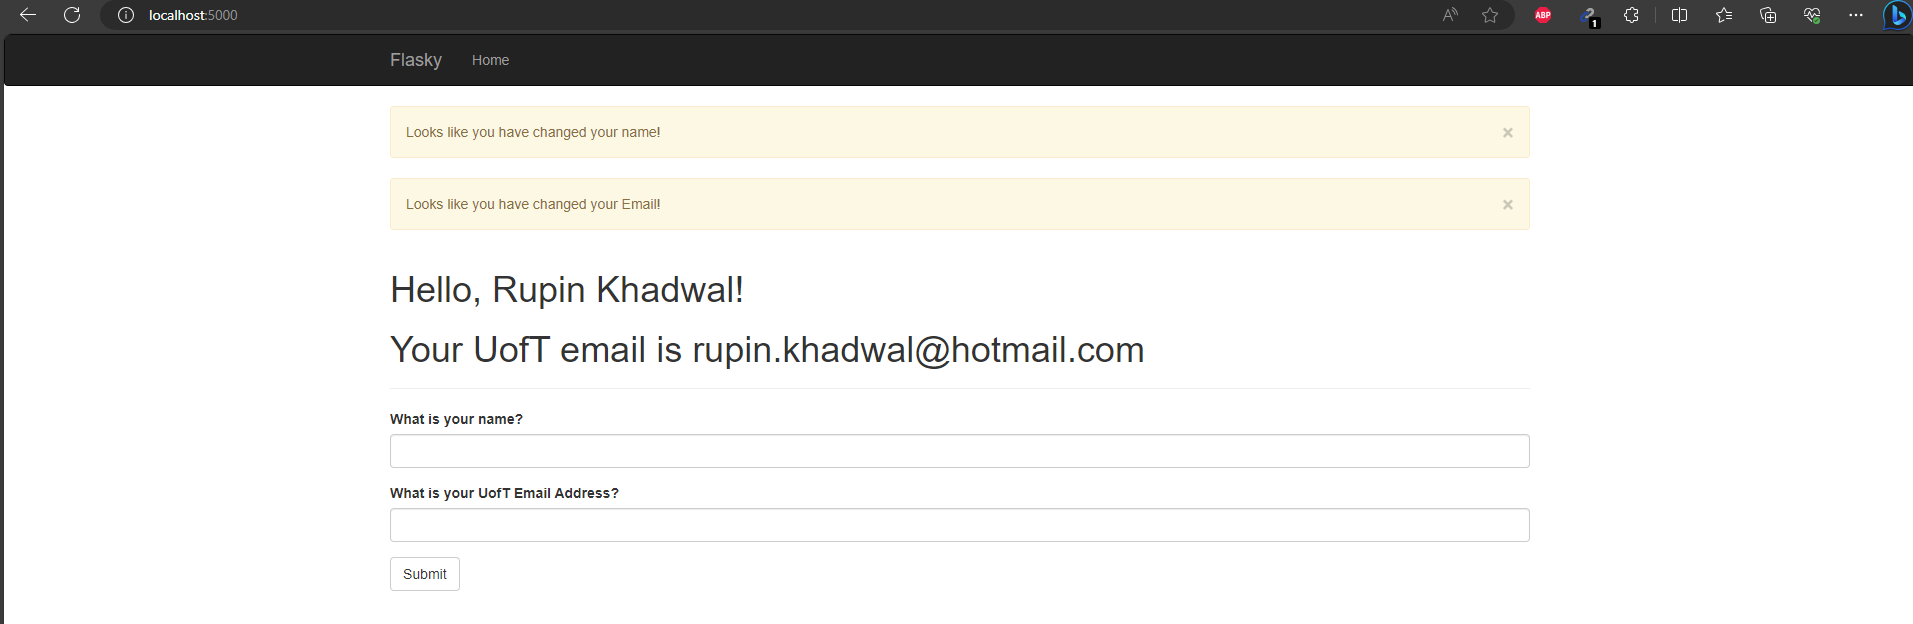 localhost:5000
ABP
1
Flasky Home
Looks like you have changed your name! ×
Looks like you have changed your Email! ×
Hello, Rupin Khadwal!
Your UofT email is rupin.khadwal@hotmail.com
What is your name?
What is your UofT Email Address?
Submit